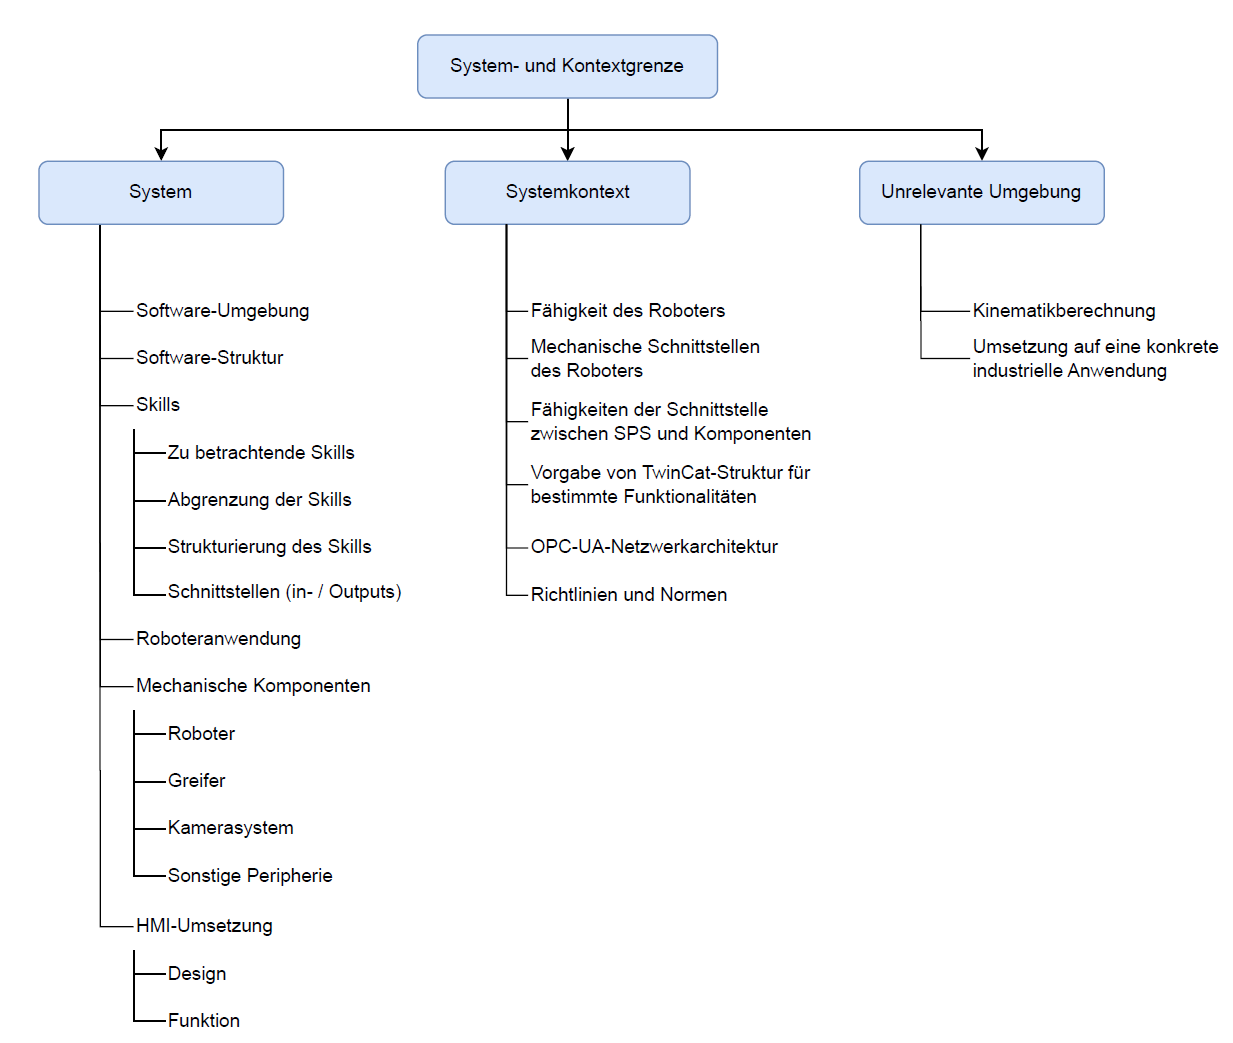 System- und Kontextgrenze
System
Systemkontext
Unrelevante Umgebung
Software-Umgebung
Software-Struktur
Skills
Zu betrachtende Skills
Abgrenzung der Skills
Strukturierung des Skills
Schnittstellen (in- / Outputs)
Roboteranwendung
Mechanische Komponenten
Roboter
Greifer
Kamerasystem
Sonstige Peripherie
HMI-Umsetzung
Design
Funktion
Fähigkeit des Roboters
Mechanische Schnittstellen
des Roboters
Fähigkeiten der Schnittstelle
zwischen SPS und Komponenten
Vorgabe von TwinCat-Struktur für
bestimmte Funktionalitäten
OPC-UA-Netzwerkarchitektur
Richtlinien und Normen
Kinematikberechnung
Umsetzung auf eine konkrete
industrielle Anwendung